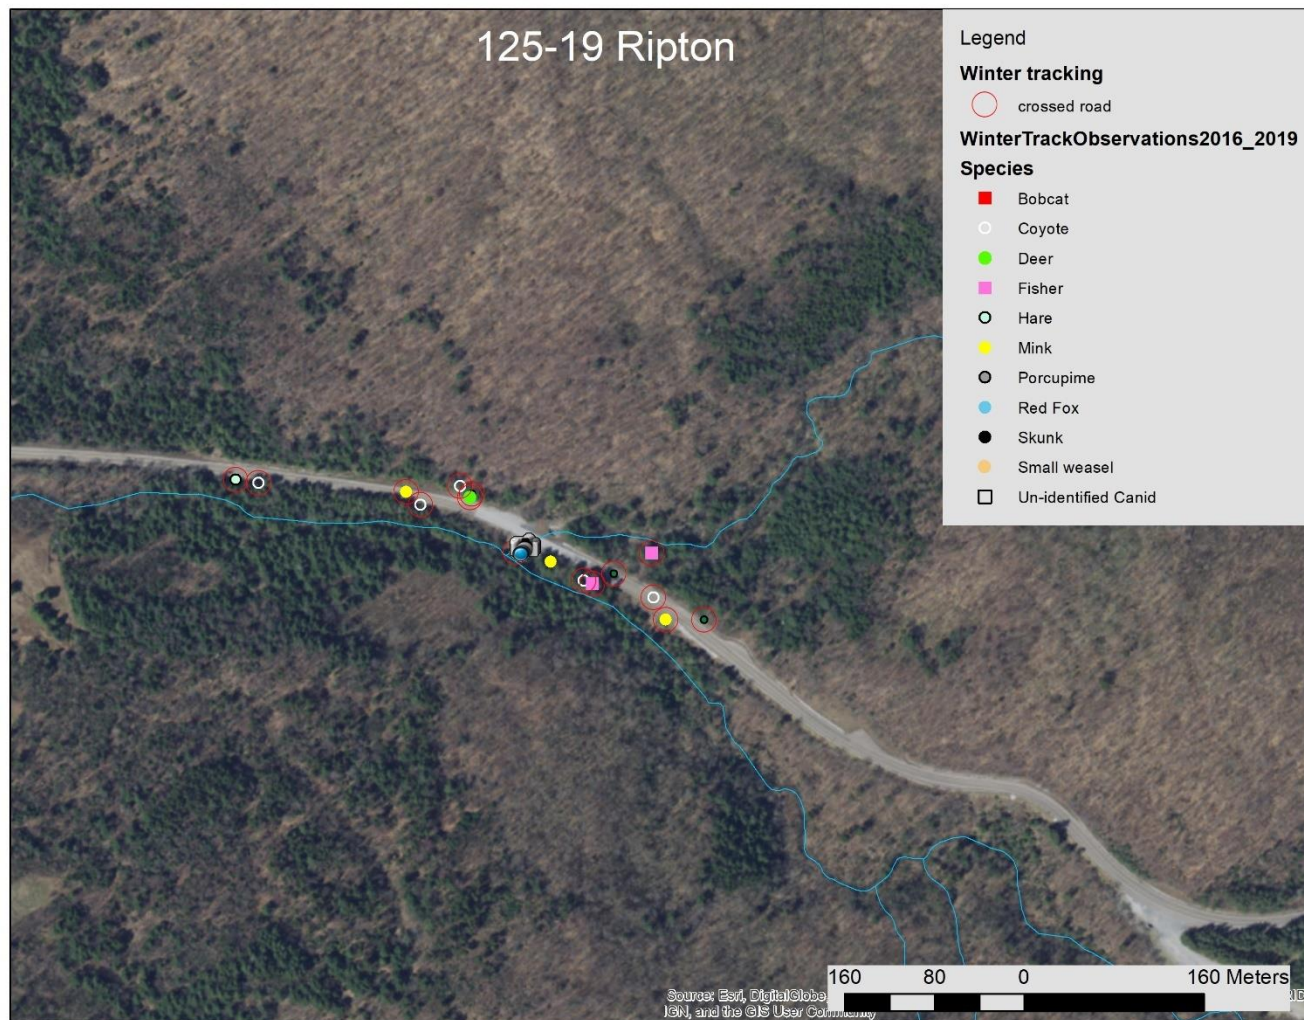 125-19 Ripton
Legend
Winter tracking
crossed road
WinterTrackObservations2016_2019
Species
Bobcat
Coyote
Deer
Fisher
Hare
Mink
Porcupime
Red Fox
Skunk
Small weasel
Un-identified Canid
160 80 0 160 Meters
Source: Esri, DigitalGlobe,
IGN, and the GIS User Community